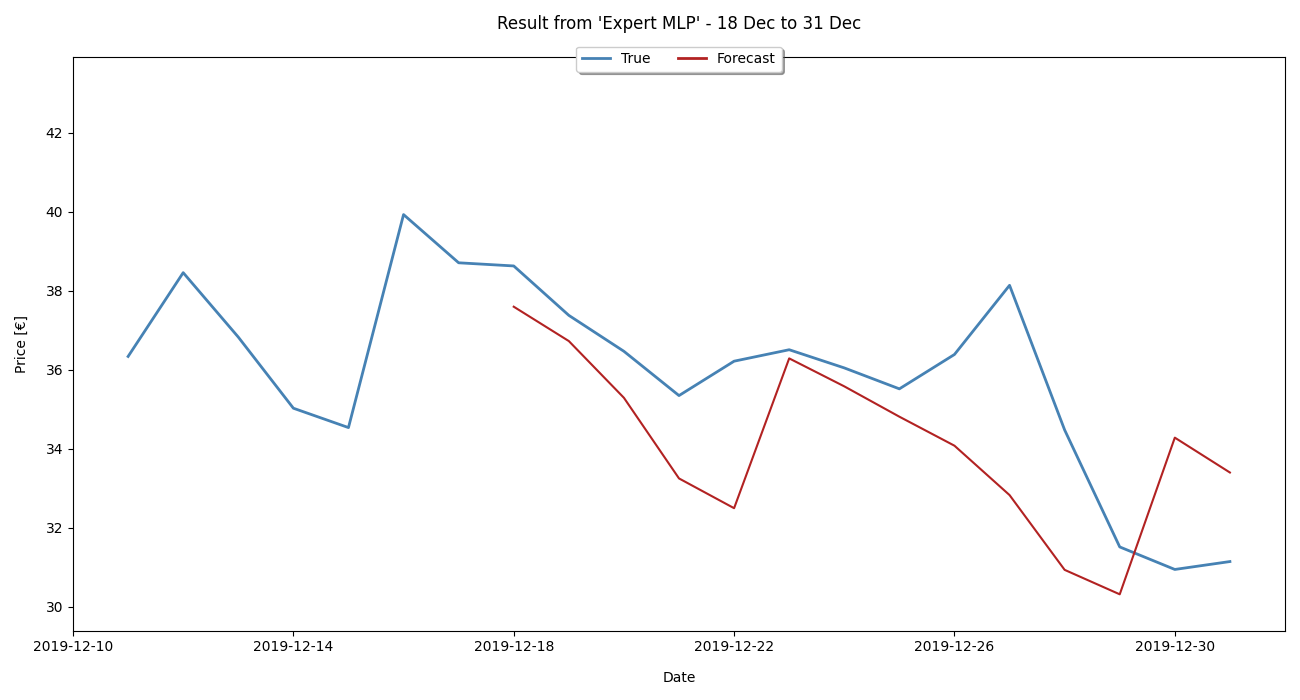 Result from 'Expert MLP' - 18 Dec to 31 Dec
True Forecast
Price [€]
42
40
38
36
34
32
30
2019-12-10 2019-12-14 2019-12-18 2019-12-22 2019-12-26 2019-12-30
Date